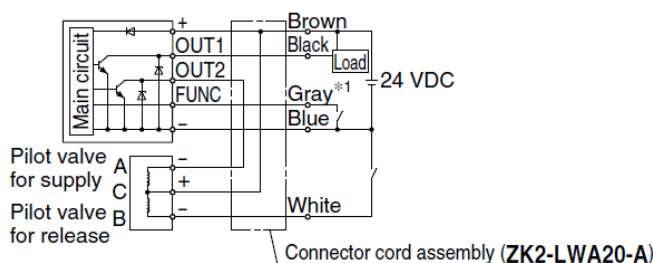 Main circuit
+
OUT1
OUT2
FUNC
−
Brown
Black
Load
24 VDC
Gray*1
Blue
Pilot valve
for supply
A
−
C
+
Pilot valve
for release
B
−
White
Connector cord assembly (ZK2-LWA20-A)